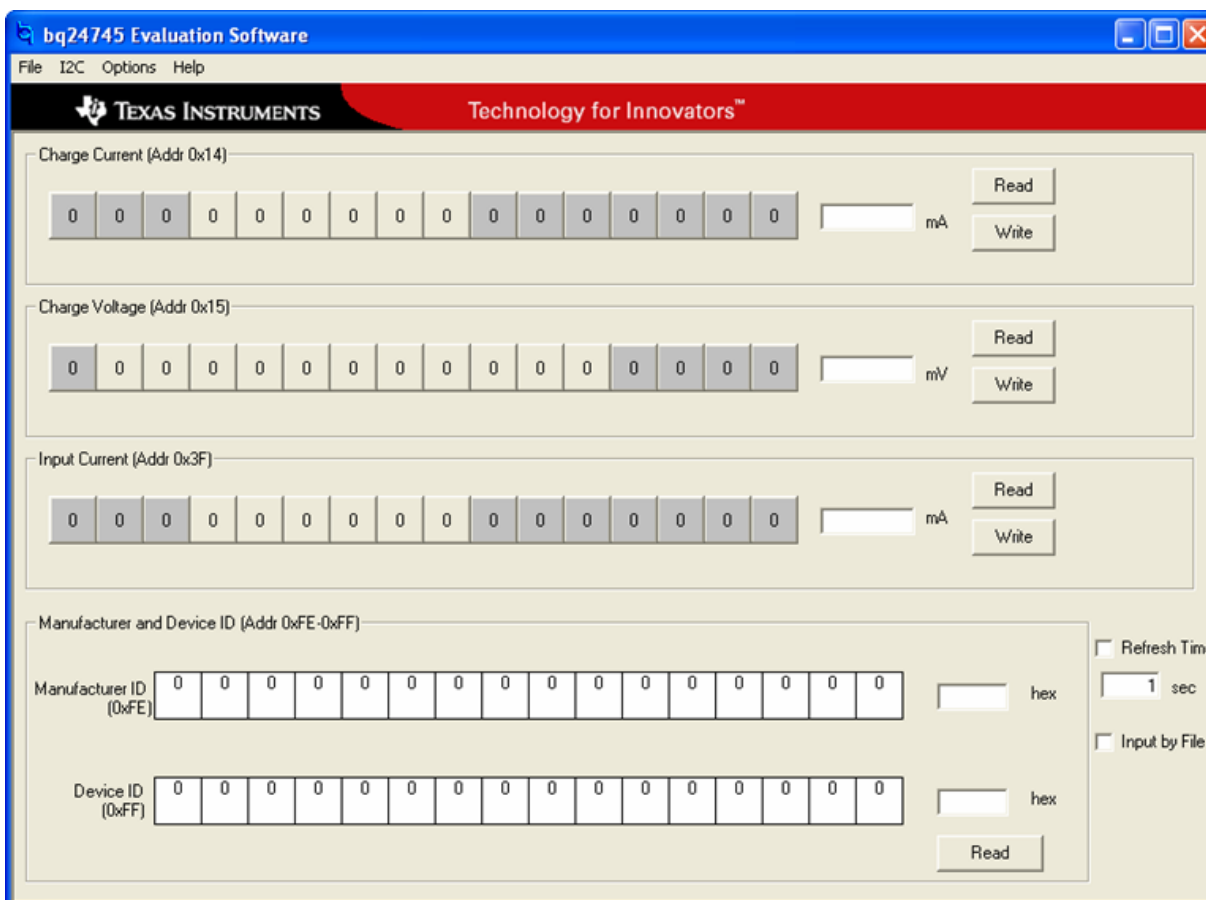 bq24745 Evaluation Software
File I2C Options Help
TEXAS INSTRUMENTS Technology for Innovators™
Charge Current (Addr 0x14)
0 0 0 0 0 0 0 0 0 0 0 0 0 0 0 0 mA
Read
Write
Charge Voltage (Addr 0x15)
0 0 0 0 0 0 0 0 0 0 0 0 0 0 0 0 mV
Read
Write
Input Current (Addr 0x3F)
0 0 0 0 0 0 0 0 0 0 0 0 0 0 0 0 mA
Read
Write
Manufacturer and Device ID (Addr 0xFE-0xFF)
Manufacturer ID
(0xFE)
0 0 0 0 0 0 0 0 0 0 0 0 0 0 0 0 hex
Device ID
(0xFF)
0 0 0 0 0 0 0 0 0 0 0 0 0 0 0 0 hex
Read
Refresh Tim
1 sec
Input by File